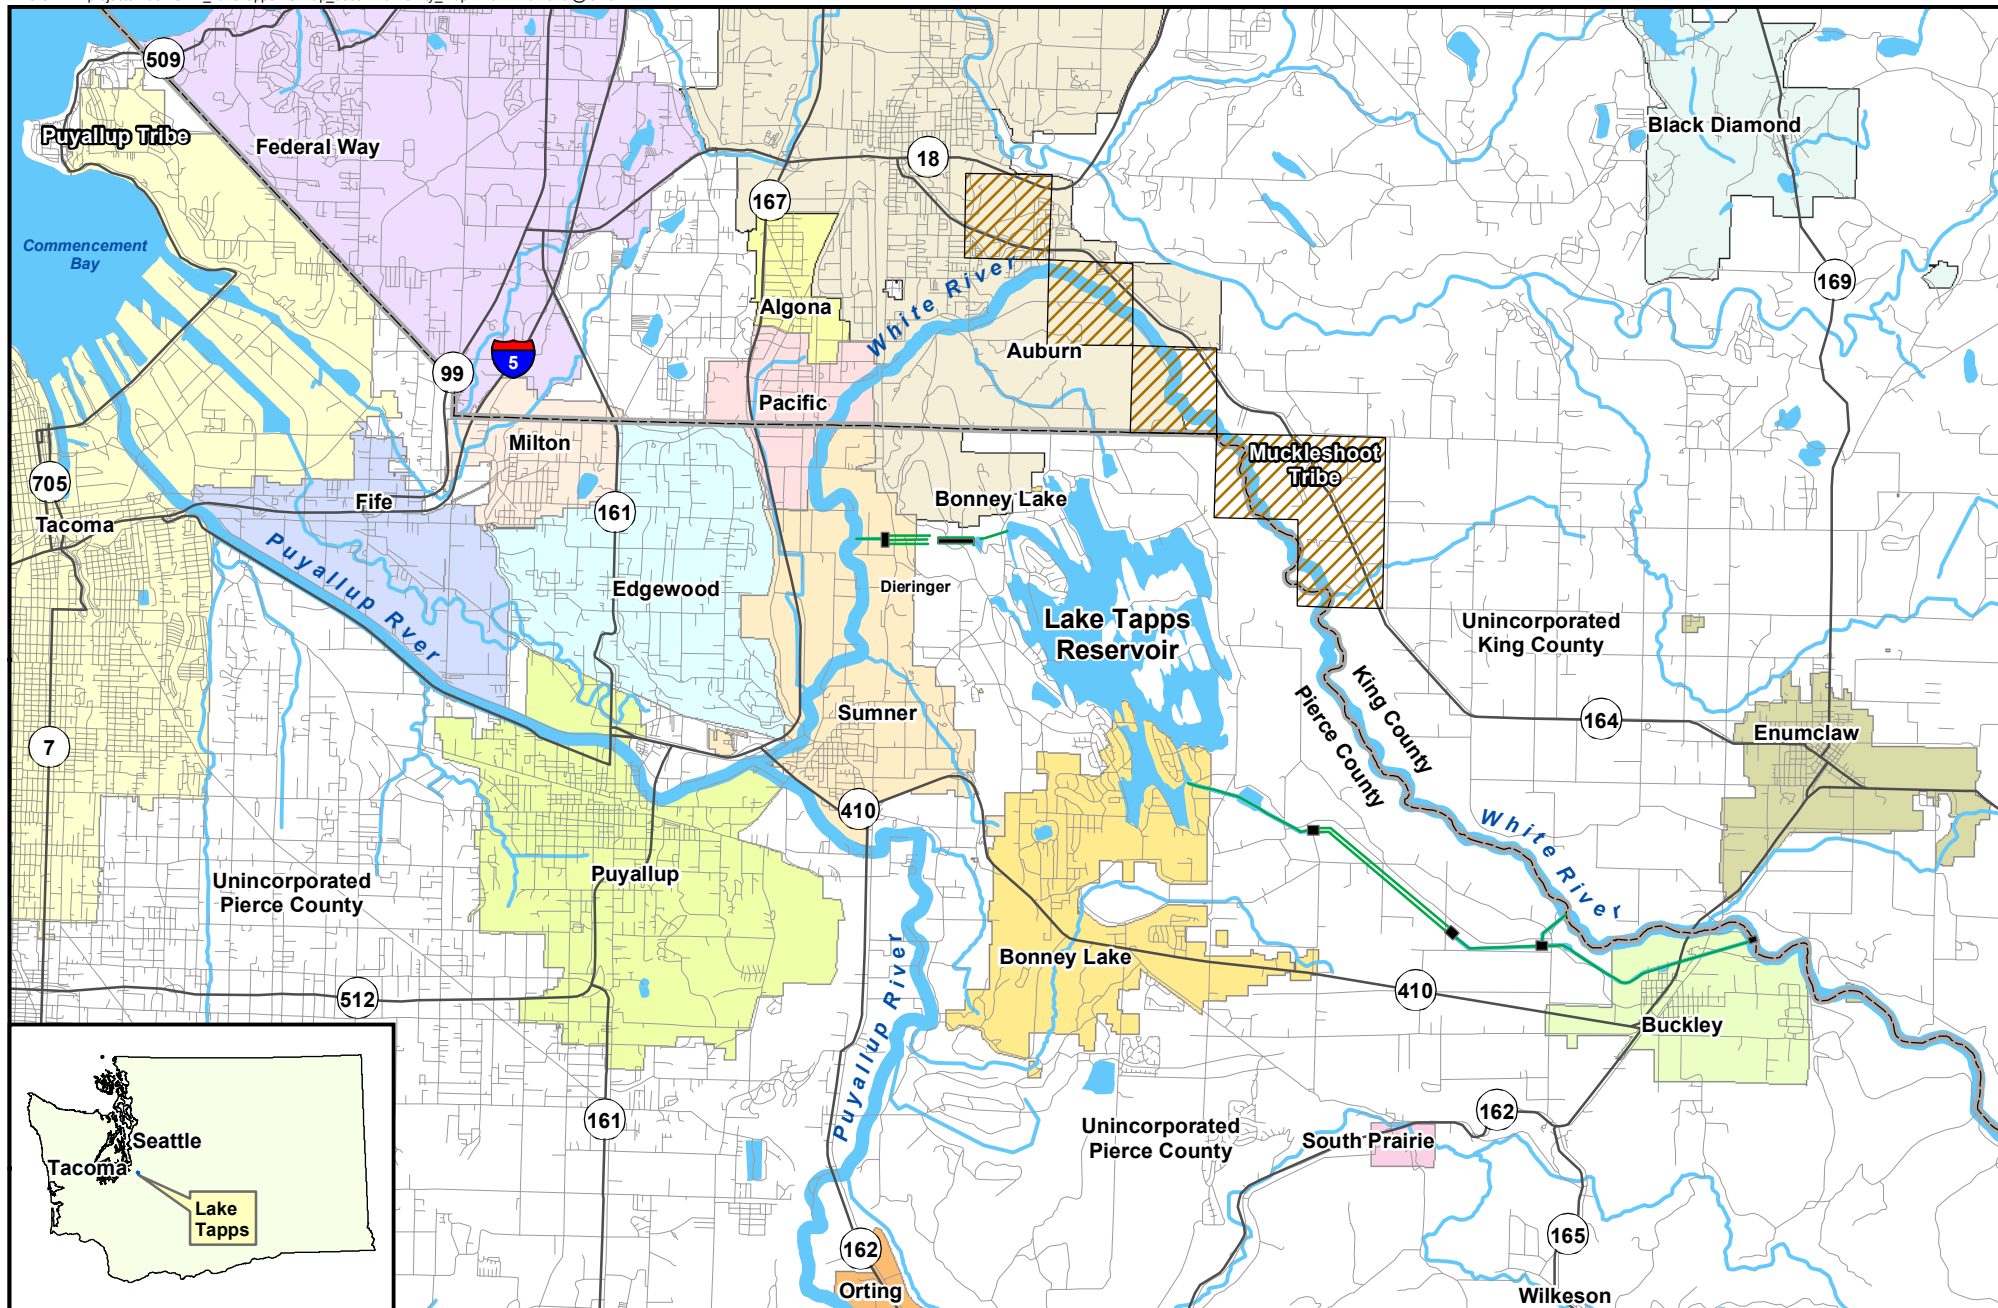 509
Puyallup Tribe
Federal Way
Black Diamond
18
167
Commencement
Bay
169
Algona
White River
Auburn
5
99
Pacific
Milton
Muckleshoot
Tribe
705
Fife
Bonney Lake
161
Tacoma
Puyallup Rver
Edgewood
Dieringer
Lake Tapps
Reservoir
Unincorporated
King County
King County
Pierce County
Sumner
164
Enumclaw
7
410
White River
Puyallup
Unincorporated
Pierce County
Bonney Lake
Puyallup River
512
410
Buckley
161
162
Unincorporated
Pierce County
South Prairie
Seattle
Tacoma
Lake
Tapps
162
165
Orting
Wilkeson